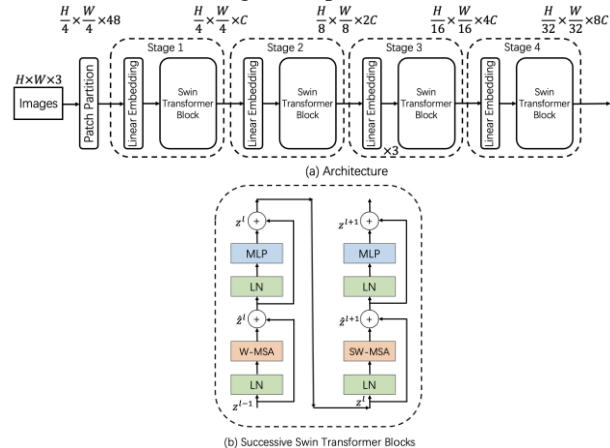 H/4 × W/4 × 48
H/4 × W/4 × C
H/8 × W/8 × 2C
H/16 × W/16 × 4C
H/32 × W/32 × 8C
Stage 1
Stage 2
Stage 3
Stage 4
H×W×3
Images
Patch Partition
Linear Embedding
Swin
Transformer
Block
Linear Embedding
Swin
Transformer
Block
Linear Embedding
Swin
Transformer
Block
×3
Linear Embedding
Swin
Transformer
Block
(a) Architecture
z^l
MLP
LN
ẑ^l
W-MSA
LN
z^{l-1}
z^{l+1}
MLP
LN
ẑ^{l+1}
SW-MSA
LN
z^l
(b) Successive Swin Transformer Blocks